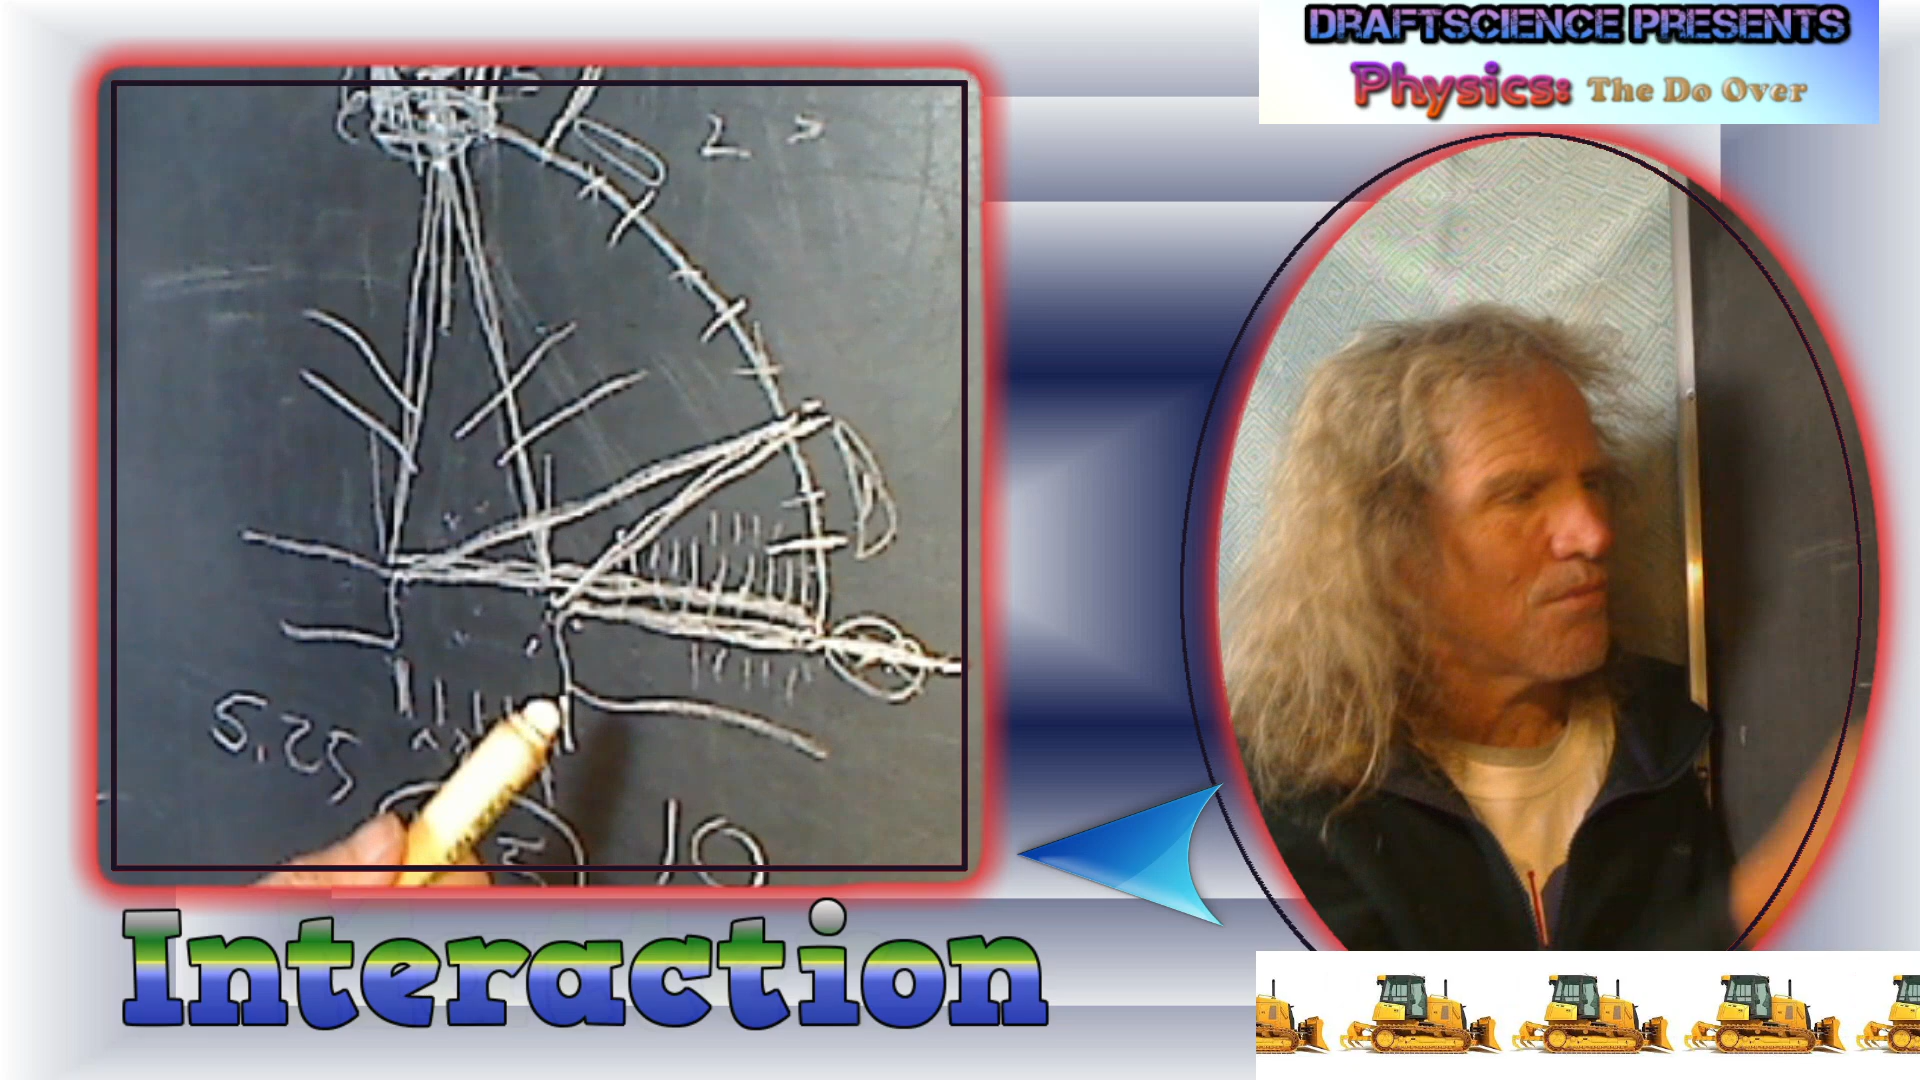 DRAFTSCIENCE PRESENTS
Physics: The Do Over
2
5.25
10
Interaction